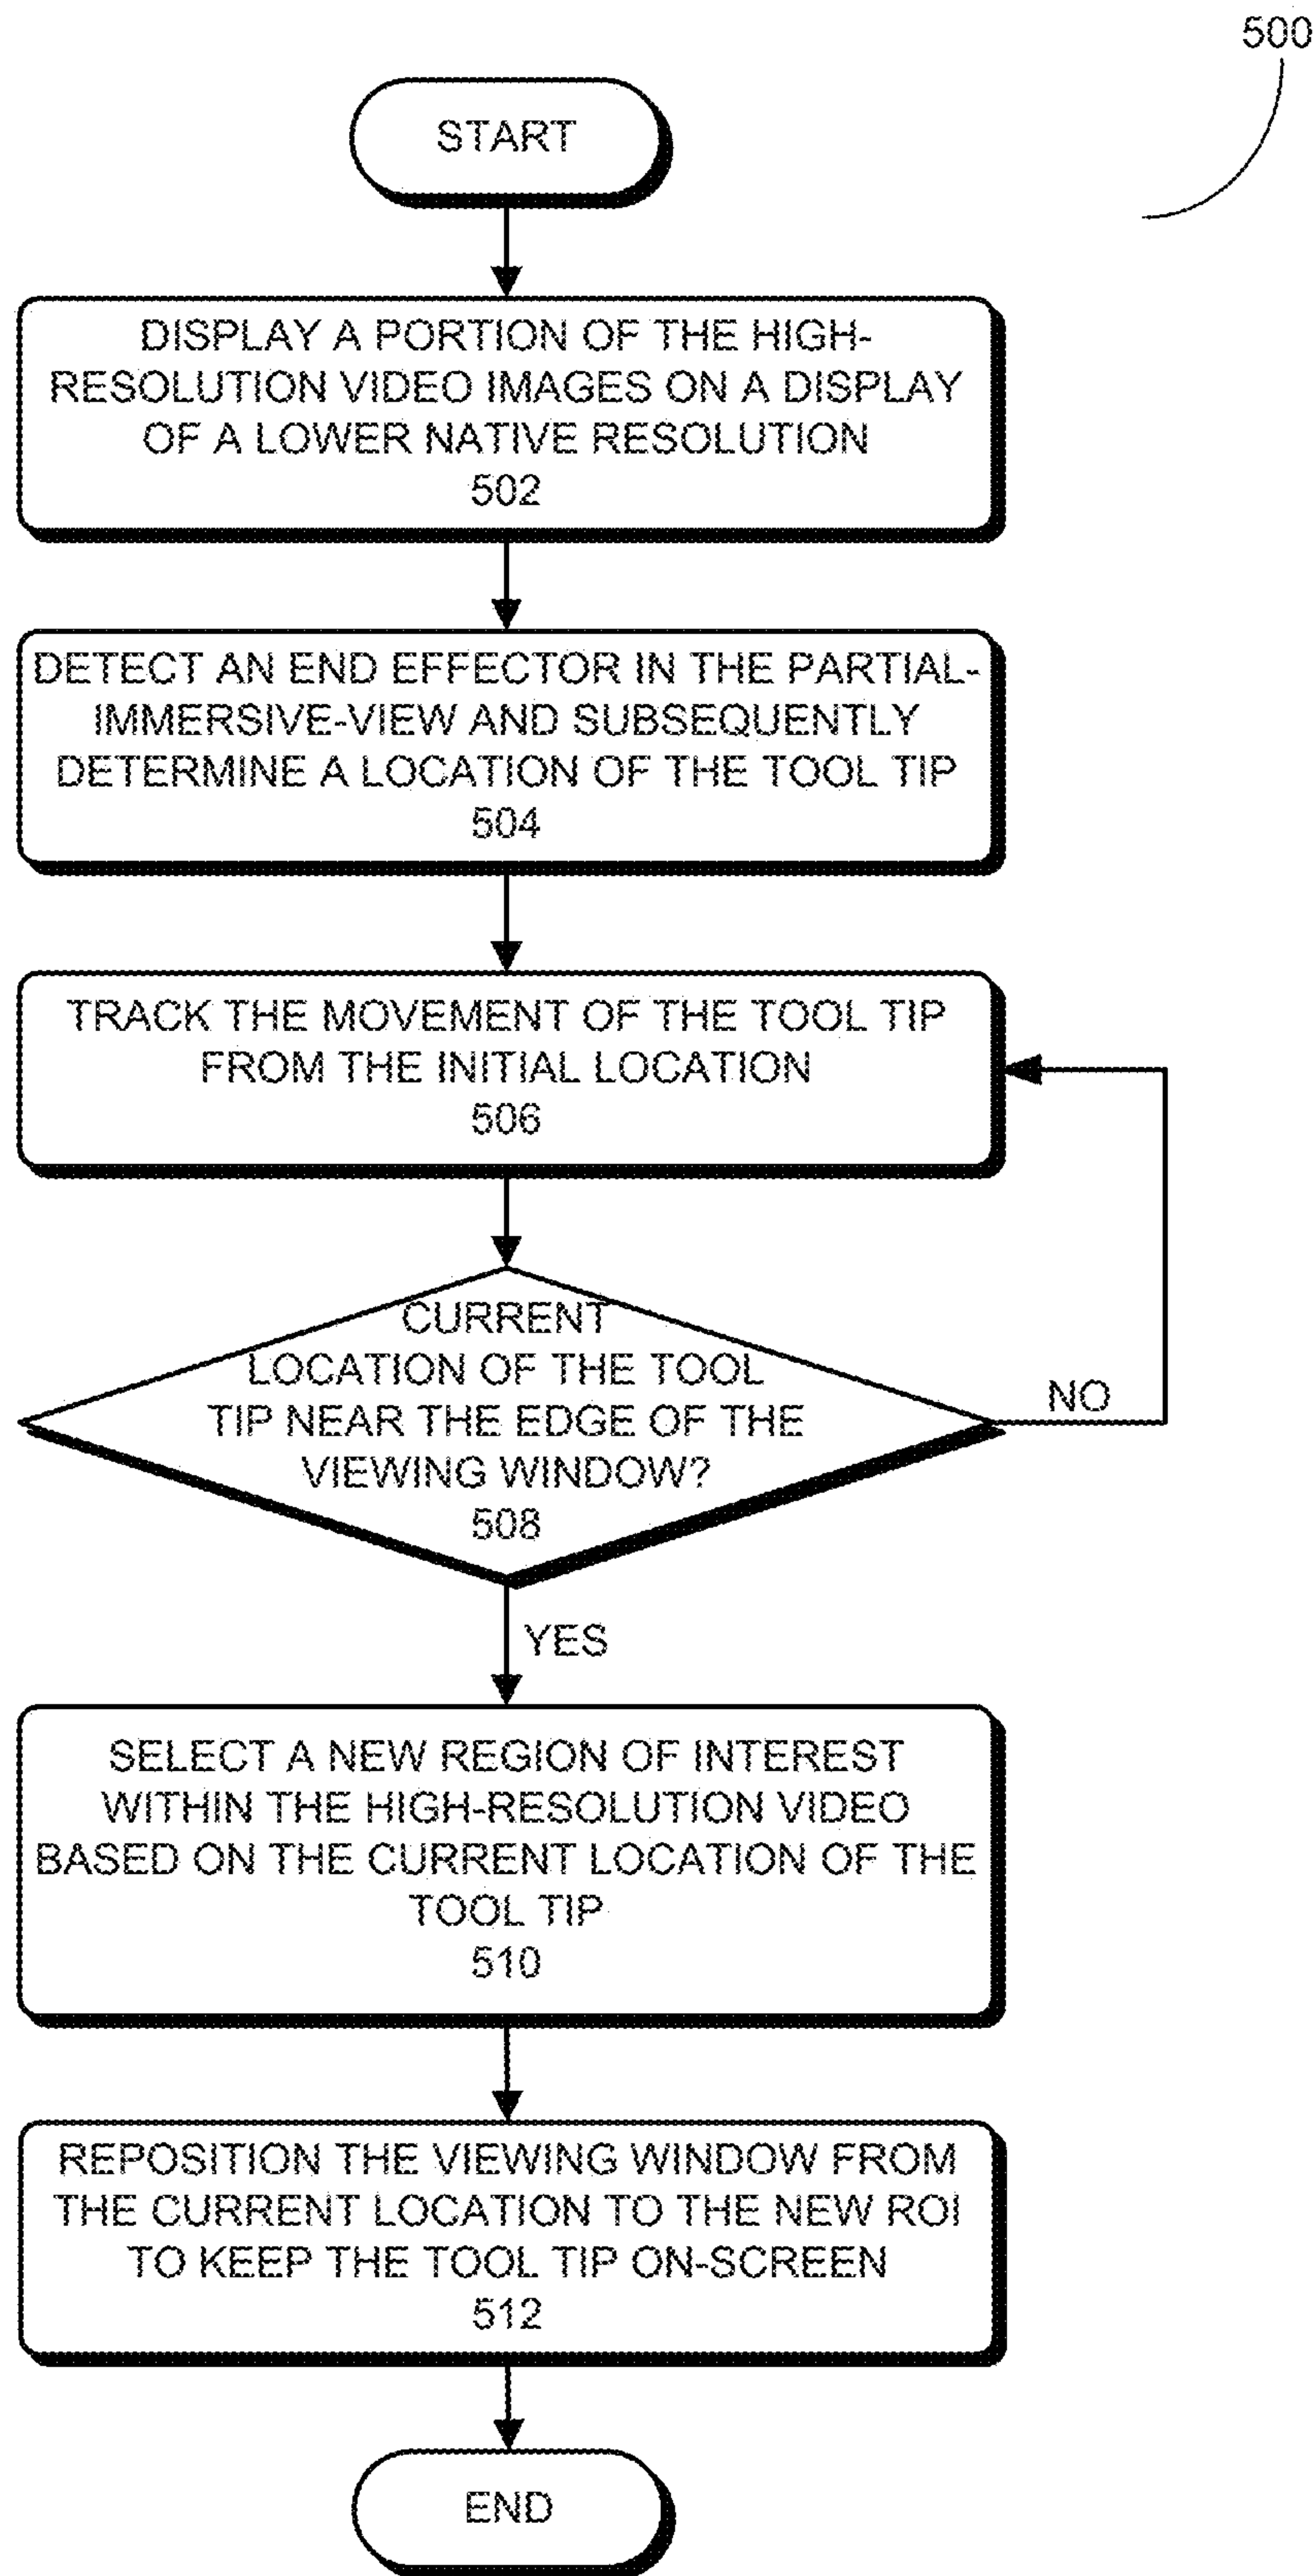 500
START
DISPLAY A PORTION OF THE HIGH-
RESOLUTION VIDEO IMAGES ON A DISPLAY
OF A LOWER NATIVE RESOLUTION
502
DETECT AN END EFFECTOR IN THE PARTIAL-
IMMERSIVE-VIEW AND SUBSEQUENTLY
DETERMINE A LOCATION OF THE TOOL TIP
504
TRACK THE MOVEMENT OF THE TOOL TIP
FROM THE INITIAL LOCATION
506
CURRENT
LOCATION OF THE TOOL
TIP NEAR THE EDGE OF THE
VIEWING WINDOW?
508
NO
YES
SELECT A NEW REGION OF INTEREST
WITHIN THE HIGH-RESOLUTION VIDEO
BASED ON THE CURRENT LOCATION OF THE
TOOL TIP
510
REPOSITION THE VIEWING WINDOW FROM
THE CURRENT LOCATION TO THE NEW ROI
TO KEEP THE TOOL TIP ON-SCREEN
512
END